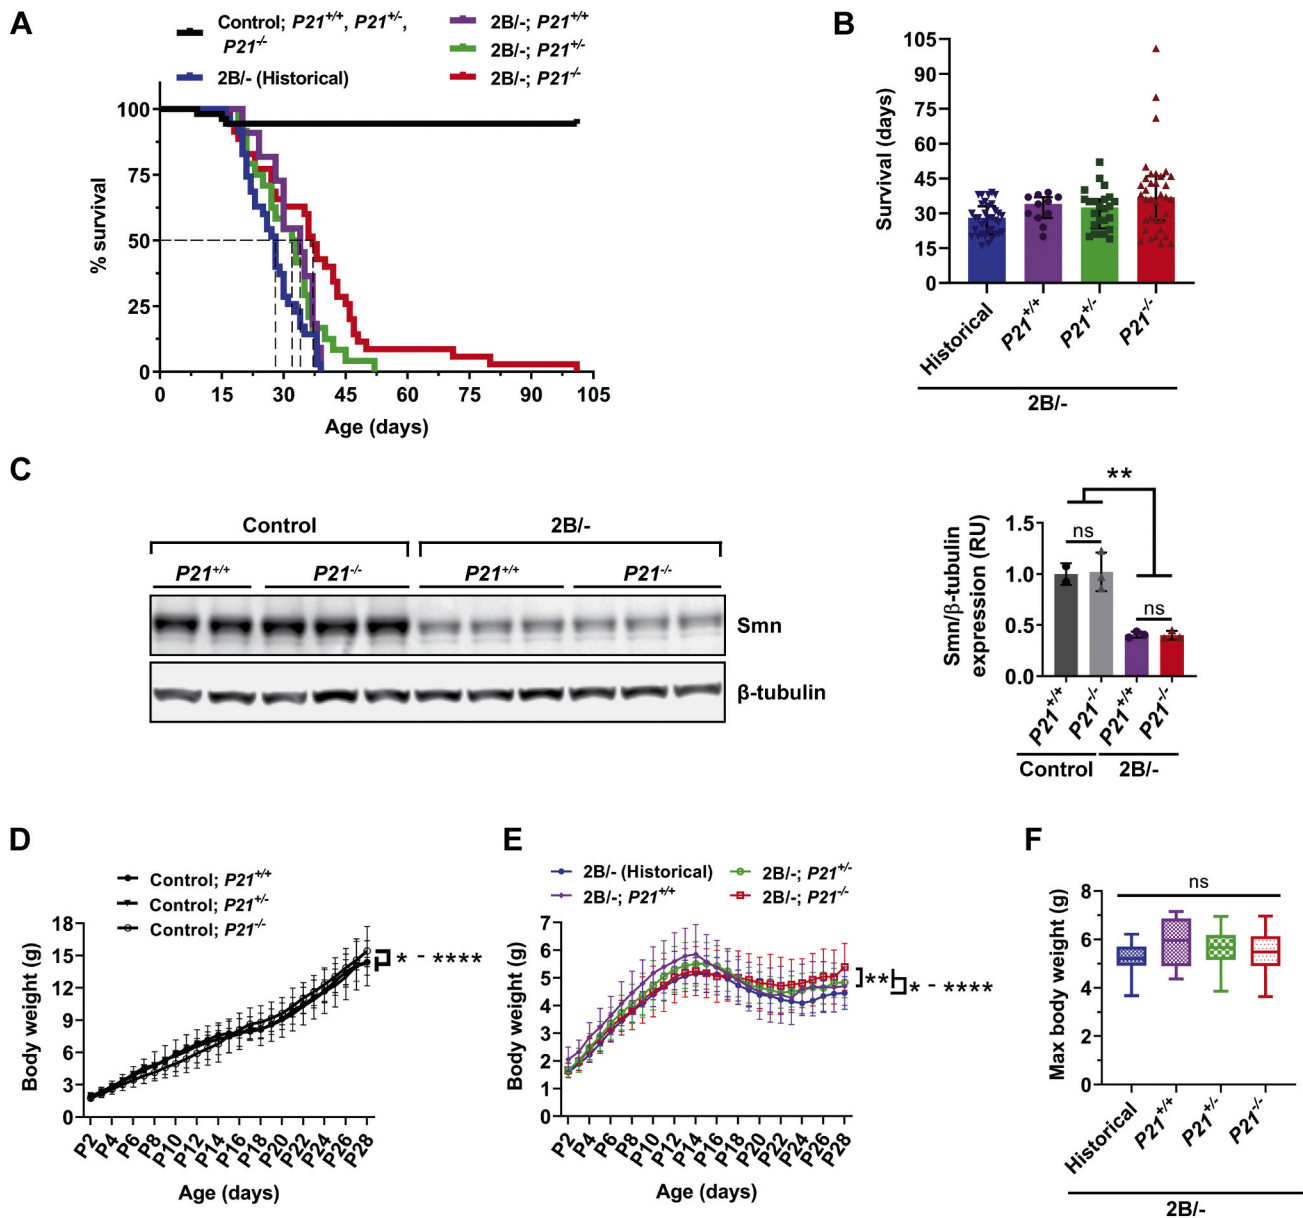 A
Control; P21+/+, P21+/-,
P21-/-
2B/- (Historical)
2B/-; P21+/+
2B/-; P21+/-
2B/-; P21-/-
% survival
100
75
50
25
0
0 15 30 45 60 75 90 105
Age (days)
B
Survival (days)
105
90
75
60
45
30
15
0
Historical
P21+/+
P21+/-
P21-/-
2B/-
C
Control
2B/-
P21+/+
P21-/-
P21+/+
P21-/-
Smn
β-tubulin
Smn/β-tubulin
expression (RU)
1.5
1.0
0.5
0.0
ns
**
ns
P21+/+
P21-/-
P21+/+
P21-/-
Control
2B/-
D
Control; P21+/+
Control; P21+/-
Control; P21-/-
Body weight (g)
18
15
12
9
6
3
0
* - ****
P2 P4 P6 P8 P10 P12 P14 P16 P18 P20 P22 P24 P26 P28
Age (days)
E
2B/- (Historical)
2B/-; P21+/+
2B/-; P21+/-
2B/-; P21-/-
Body weight (g)
7
6
5
4
3
2
1
0
**
* - ****
P2 P4 P6 P8 P10 P12 P14 P16 P18 P20 P22 P24 P26 P28
Age (days)
F
Max body weight (g)
8
6
4
2
0
ns
Historical
P21+/+
P21+/-
P21-/-
2B/-